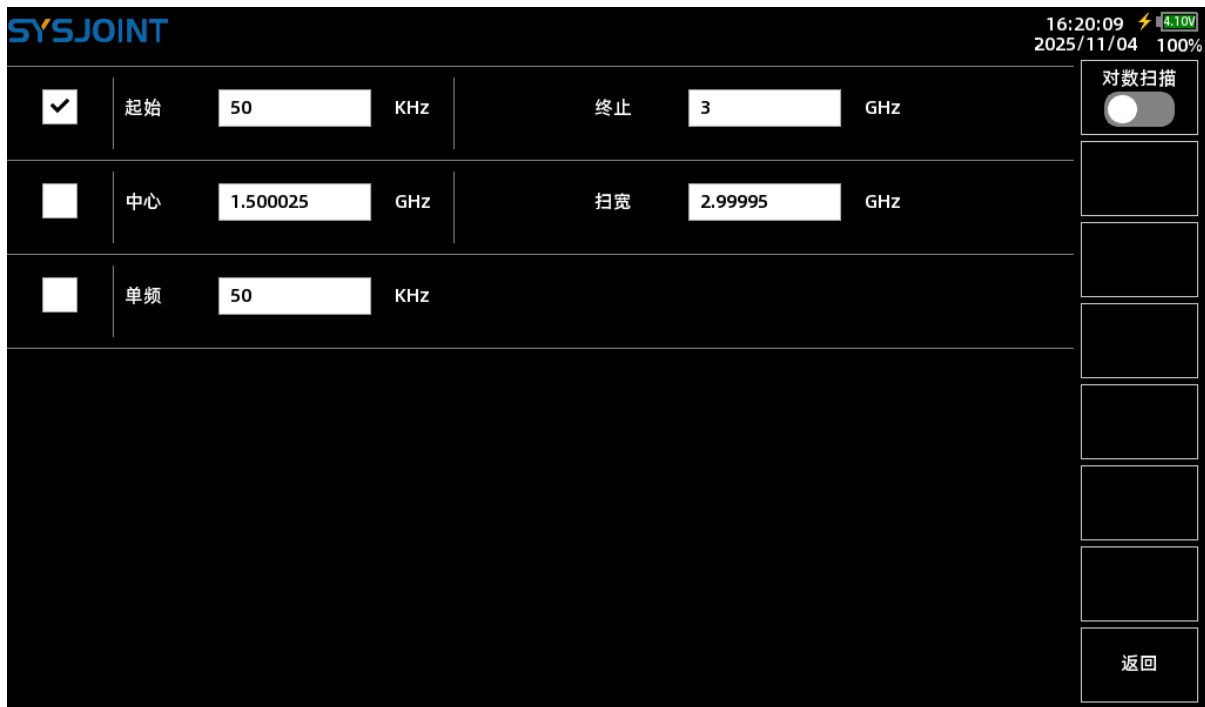 SYSJOINT
16:20:09 4.10V
2025/11/04 100%
起始 50 KHz 终止 3 GHz
对数扫描
中心 1.500025 GHz 扫宽 2.99995 GHz
单频 50 KHz
返回